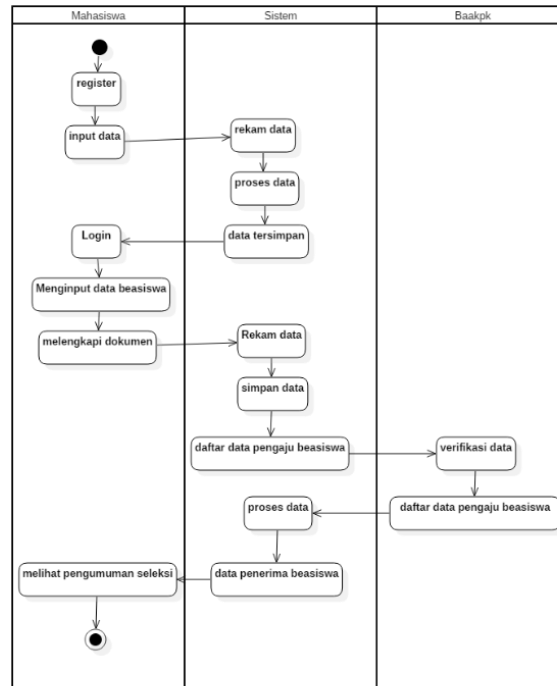 Mahasiswa
Sistem
Baakpk
register
input data
rekam data
proses data
data tersimpan
Login
Menginput data beasiswa
melengkapi dokumen
Rekam data
simpan data
daftar data pengaju beasiswa
verifikasi data
daftar data pengaju beasiswa
proses data
data penerima beasiswa
melihat pengumuman seleksi